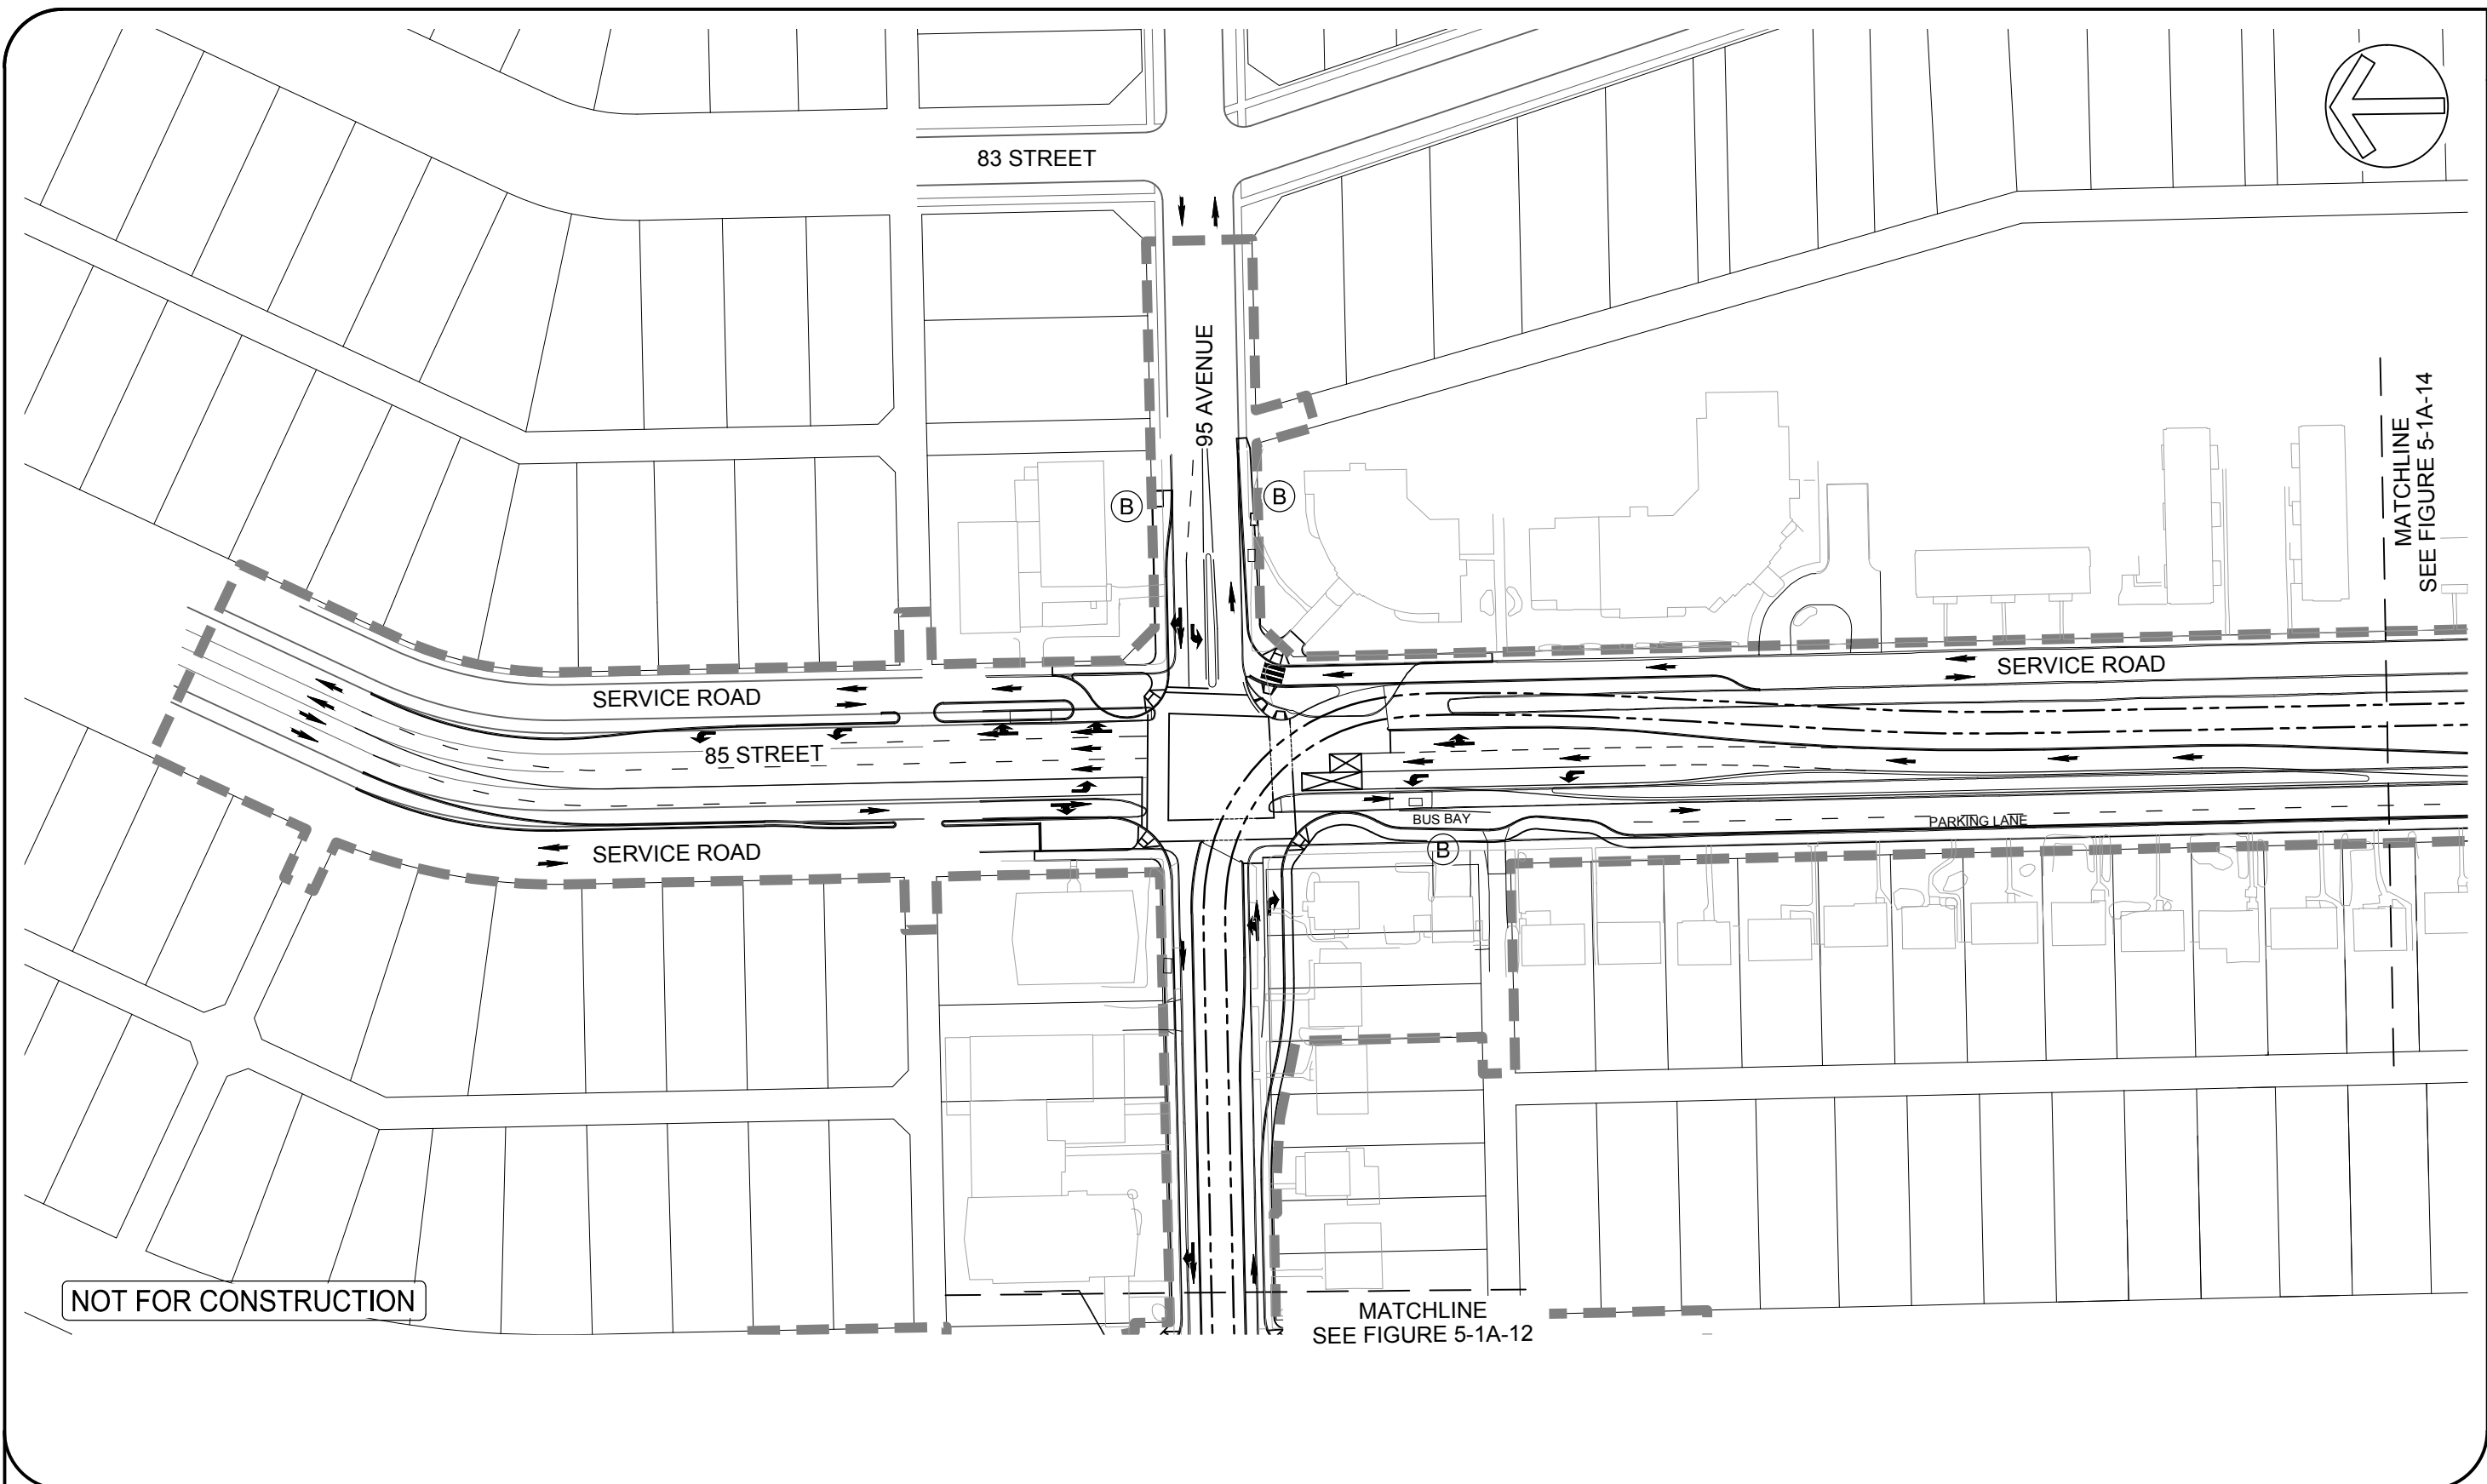 83 STREET
95 AVENUE
MATCHLINE
SEE FIGURE 5-1A-14
B
B
SERVICE ROAD
SERVICE ROAD
85 STREET
BUS BAY
PARKING LANE
B
SERVICE ROAD
NOT FOR CONSTRUCTION
MATCHLINE
SEE FIGURE 5-1A-12